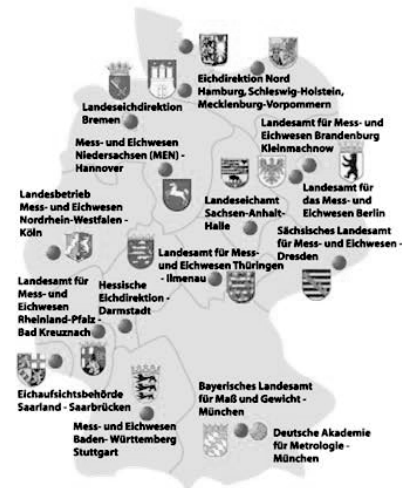 Eichdirektion Nord
Hamburg, Schleswig-Holstein,
Mecklenburg-Vorpommern
Landeseichdirektion
Bremen
Landesamt für Mess- und
Eichwesen Brandenburg
Kleinmachnow
Mess- und Eichwesen
Niedersachsen (MEN) -
Hannover
Landesbetrieb
Mess- und Eichwesen
Nordrhein-Westfalen -
Köln
Landeseichamt
Sachsen-Anhalt-
Halle
Landesamt für
das Mess- und
Eichwesen Berlin
Sächsisches Landesamt
für Mess- und Eichwesen -
Dresden
Landesamt für Mess-
und Eichwesen Thüringen
- Ilmenau
Landesamt für
Mess- und
Eichwesen
Rheinland-Pfalz -
Bad Kreuznach
Hessische
Eichdirektion -
Darmstadt
Eichaufsichtsbehörde
Saarland - Saarbrücken
Bayerisches Landesamt
für Maß und Gewicht -
München
Mess- und Eichwesen
Baden- Württemberg
Stuttgart
Deutsche Akademie
für Metrologie -
München